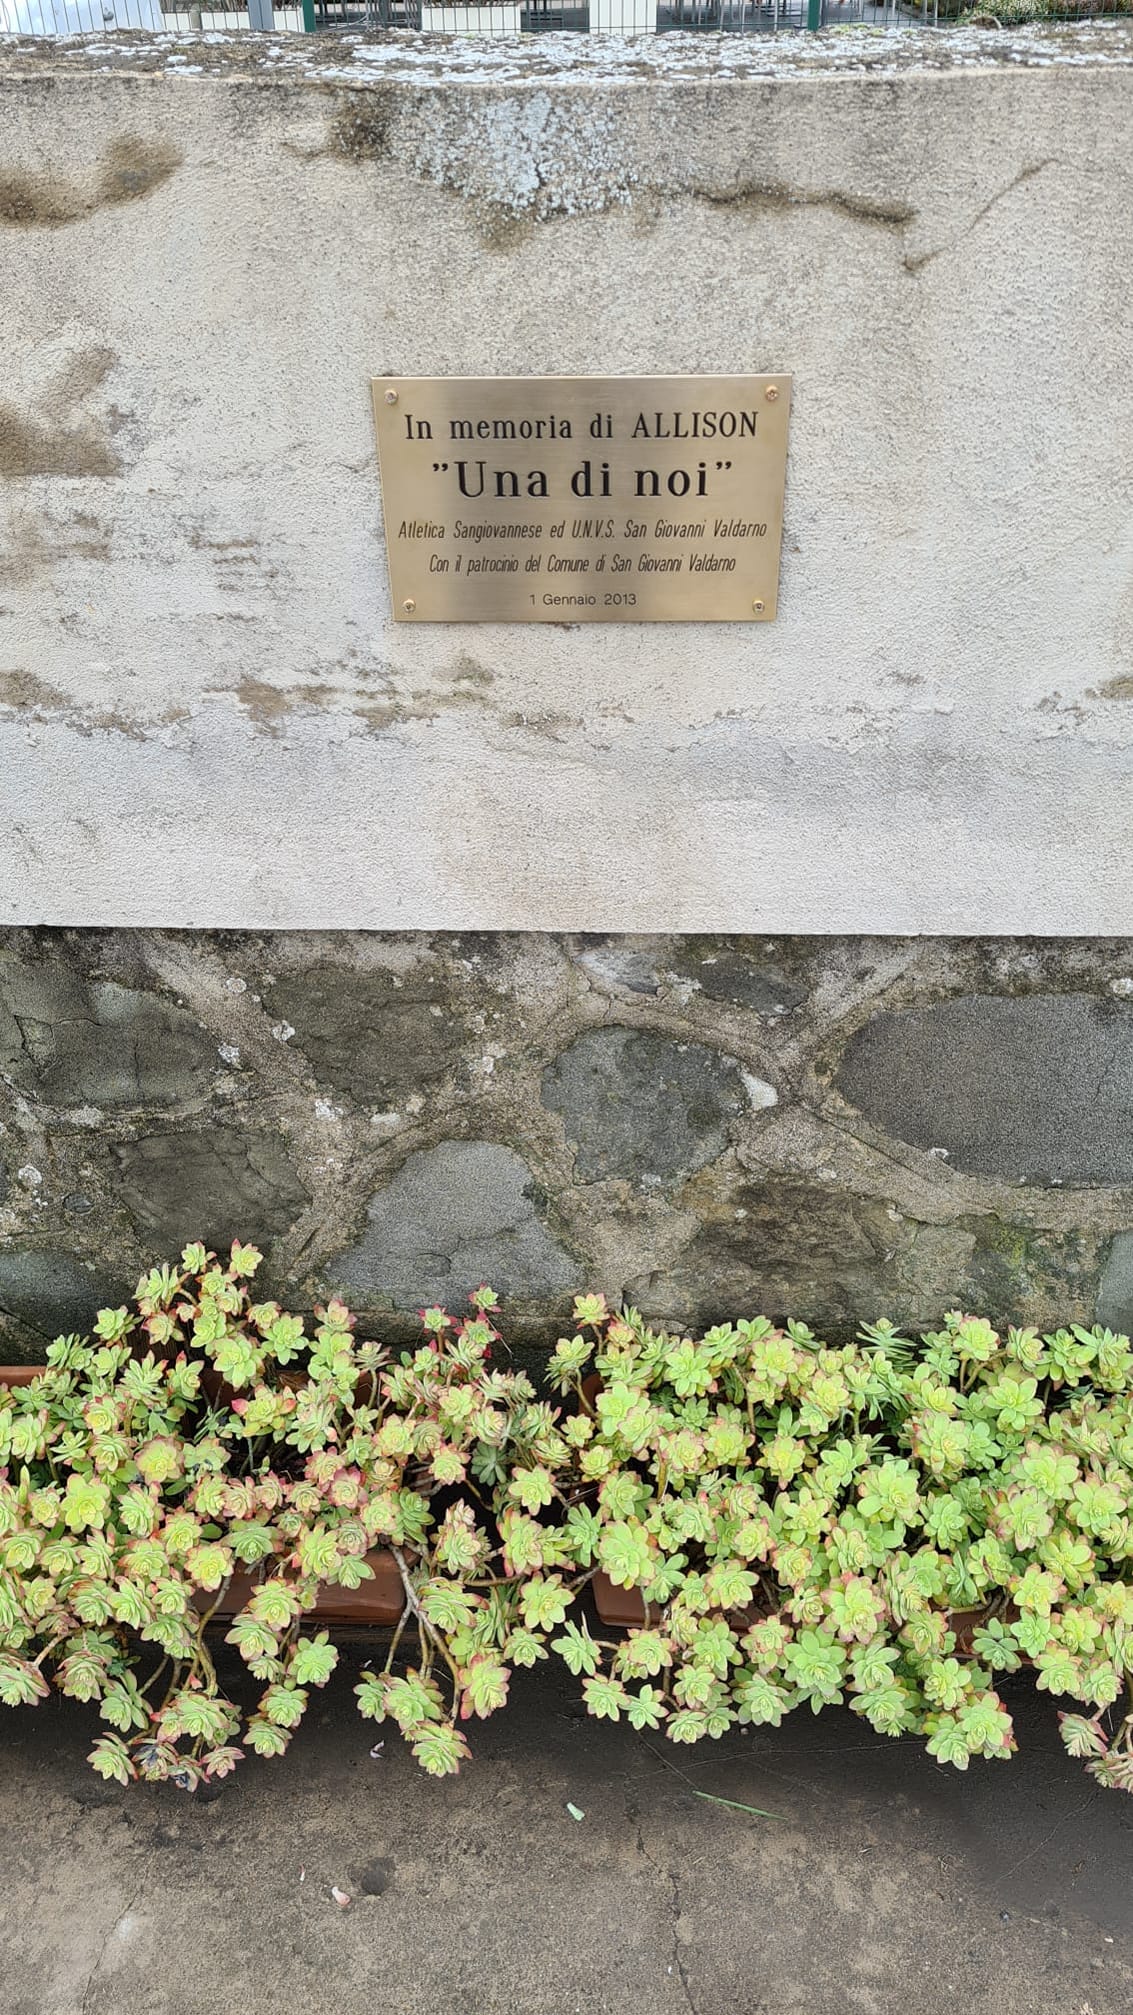 In memoria di ALLISON
"Una di noi"
Atletica Sangiovannese ed U.N.V.S. San Giovanni Valdarno
Con il patrocinio del Comune di San Giovanni Valdarno
1 Gennaio 2013